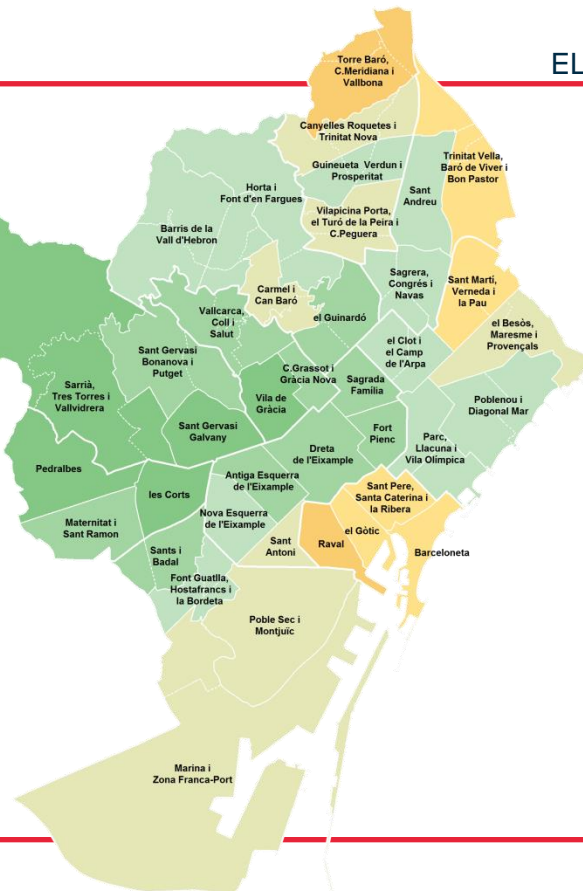 EL
Torre Baró,
C.Meridiana i
Vallbona
Canyelles Roquetes i
Trinitat Nova
Guineueta Verdun i
Prosperitat
Trinitat Vella,
Baró de Viver i
Bon Pastor
Sant
Andreu
Horta i
Font d'en Fargues
Vilapicina Porta,
el Turó de la Peira i
C.Peguera
Barris de la
Vall d'Hebron
Sagrera,
Congrés i
Navas
Sant Martí,
Verneda i
la Pau
Carmel i
Can Baró
Vallcarca,
Coll i
Salut
el Guinardó
el Besòs,
Maresme i
Provençals
el Clot i
el Camp
de l'Arpa
Sant Gervasi
Bonanova i
Putget
C.Grassot i
Gràcia Nova
Sagrada
Família
Sarrià,
Tres Torres i
Vallvidrera
Vila de
Gràcia
Poblenou i
Diagonal Mar
Sant Gervasi
Galvany
Fort
Pienc
Parc,
Llacuna i
Vila Olímpica
Dreta
de l'Eixample
Pedralbes
Antiga Esquerra
de l'Eixample
les Corts
Sant Pere,
Santa Caterina i
la Ribera
Nova Esquerra
de l'Eixample
Maternitat i
Sant Ramon
el Gòtic
Sant
Antoni
Raval
Barceloneta
Sants i
Badal
Font Guatlla,
Hostafrancs i
la Bordeta
Poble Sec i
Montjuïc
Marina i
Zona Franca-Port